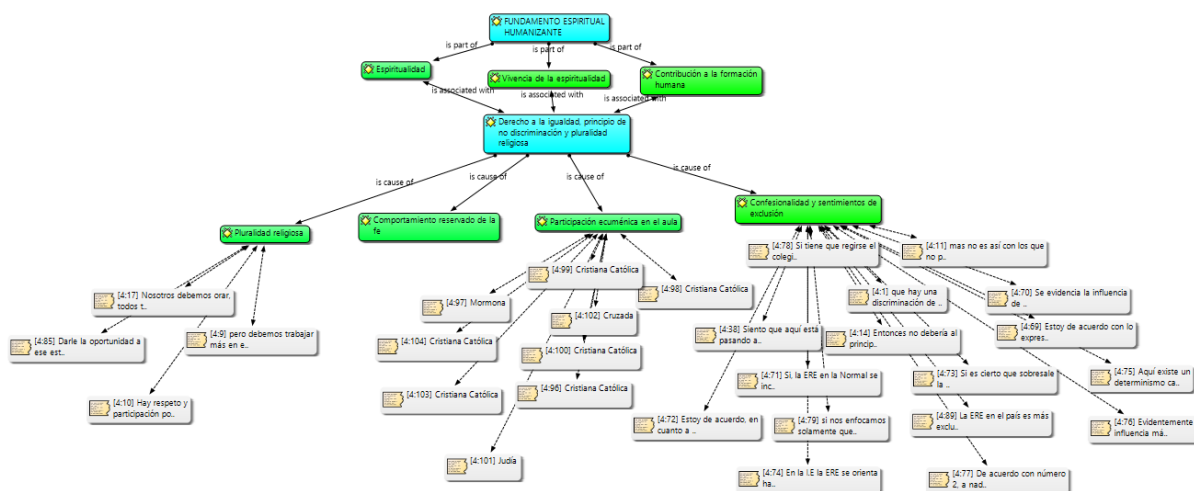 FUNDAMENTO ESPIRITUAL
HUMANIZANTE
is part of
is part of
is part of
Espiritualidad
Vivencia de la espiritualidad
Contribución a la formación
humana
is associated with
is associated with
is associated with
Derecho a la igualdad, principio de
no discriminación y pluralidad
religiosa
is cause of
is cause of
is cause of
is cause of
Pluralidad religiosa
Comportamiento reservado de la
fe
Participación ecuménica en el aula
Confesionalidad y sentimientos de
exclusión
[4:17] Nosotros debemos orar,
todos t..
[4:85] Darle la oportunidad a
ese est..
[4:9] pero debemos trabajar
más en e..
[4:10] Hay respeto y
participación po..
[4:99] Cristiana Católica
[4:98] Cristiana Católica
[4:97] Mormona
[4:102] Cruzada
[4:104] Cristiana Católica
[4:100] Cristiana Católica
[4:103] Cristiana Católica
[4:96] Cristiana Católica
[4:101] Judía
[4:78] Si tiene que regirse el
colegi..
[4:11] mas no es así con los que
no p..
[4:1] que hay una
discriminación de ..
[4:70] Se evidencia la influencia
de ..
[4:38] Siento que aquí está
pasando a..
[4:14] Entonces no debería al
princip..
[4:69] Estoy de acuerdo con lo
expres..
[4:71] Si, la ERE en la Normal se
inc..
[4:73] Si es cierto que sobresale
la ..
[4:75] Aquí existe un
determinismo ca..
[4:72] Estoy de acuerdo, en
cuanto a ..
[4:79] si nos enfocamos
solamente que..
[4:89] La ERE en el país es más
exclu..
[4:76] Evidentemente
influencia má..
[4:74] En la I.E la ERE se orienta
ha..
[4:77] De acuerdo con número
2, a nad..